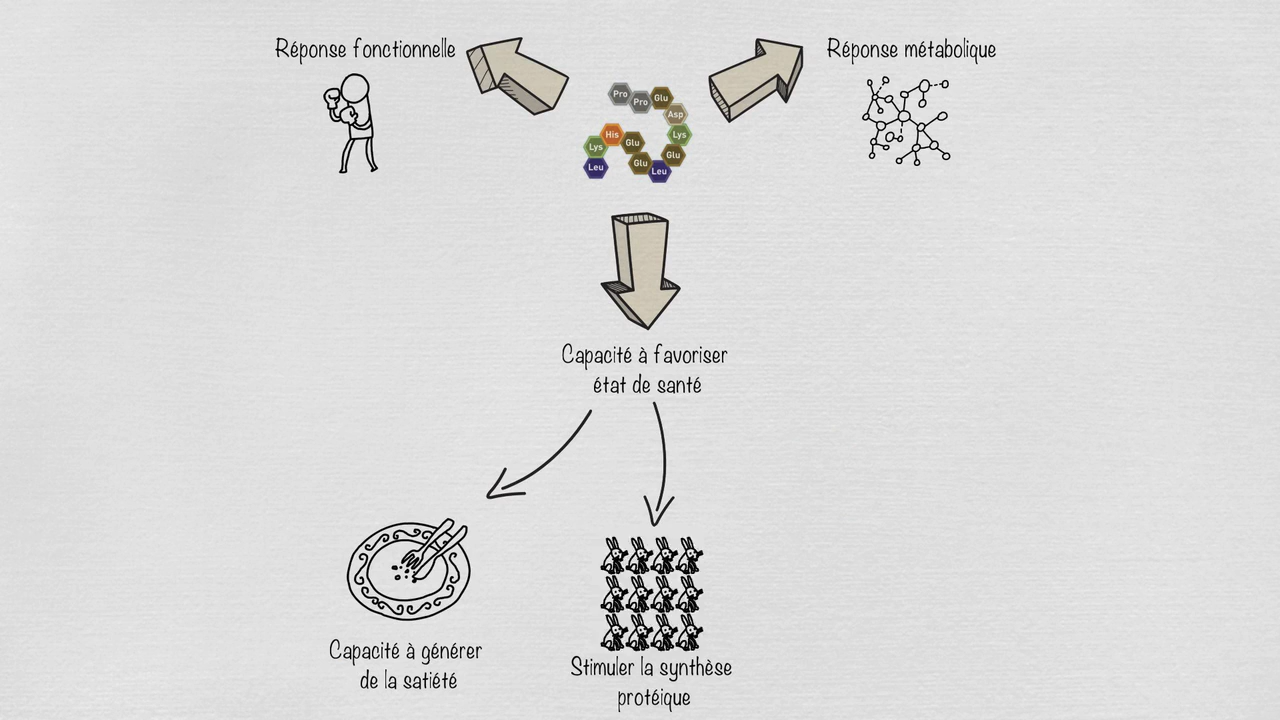 Réponse fonctionnelle
Réponse métabolique
Pro
Pro
Glu
Asp
Lys
Glu
Leu
Glu
Glu
His
Lys
Leu
Capacité à favoriser
état de santé
Capacité à générer
de la satiété
Stimuler la synthèse
protéique